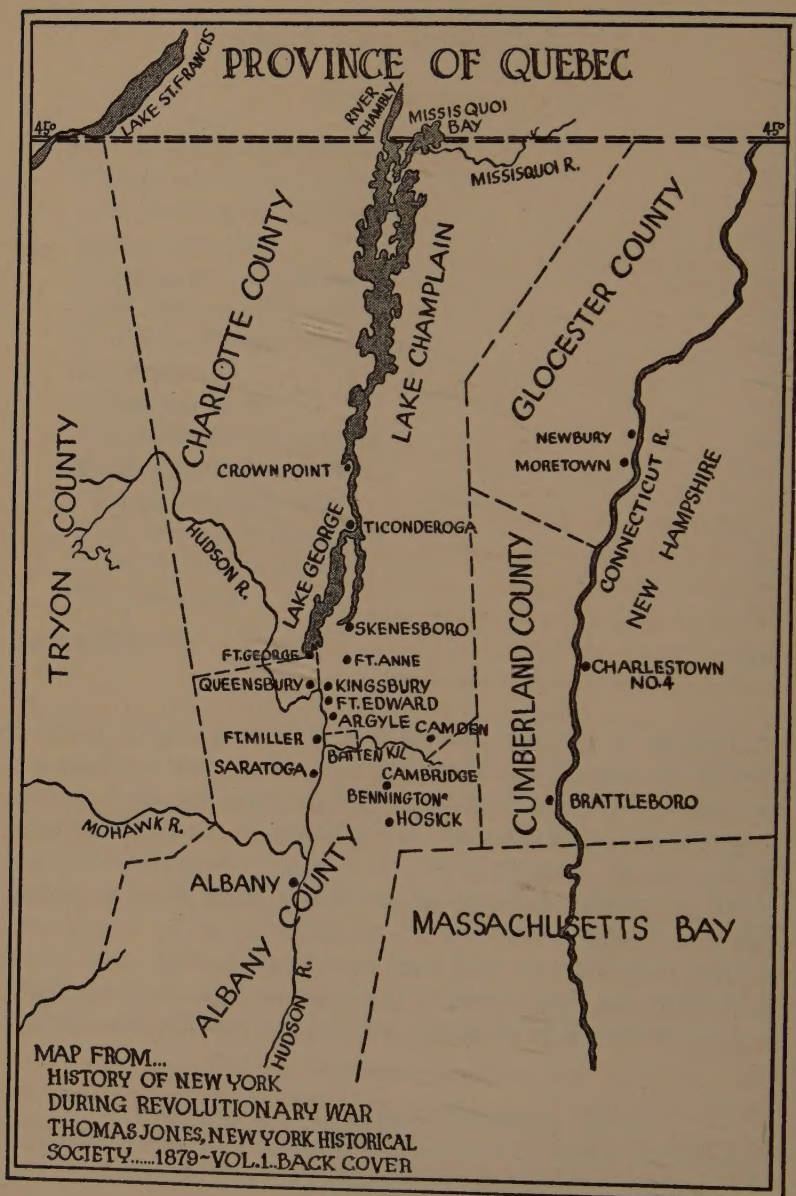 PROVINCE OF QUEBEC
LAKE ST. FRANCIS
RIVER CHAMBLY
MISSISQUOI
BAY
45°
45°
MISSISQUOI R.
CHARLOTTE COUNTY
LAKE CHAMPLAIN
GLOCESTER COUNTY
TRYON COUNTY
NEWBURY
MORETOWN
CROWN POINT
CONNECTICUT R.
NEW HAMPSHIRE
HUDSON R.
LAKE GEORGE
TICONDEROGA
CUMBERLAND COUNTY
SKENESBORO
FT. GEORGE
FT. ANNE
CHARLESTOWN
NO. 4
QUEENSBURY
KINGSBURY
FT. EDWARD
ARGYLE
CAMDEN
FT. MILLER
BATTEN KIL
SARATOGA
CAMBRIDGE
BENNINGTON
HOSICK
BRATTLEBORO
MOHAWK R.
ALBANY
ALBANY COUNTY
MASSACHUSETTS BAY
HUDSON R.
MAP FROM...
HISTORY OF NEW YORK
DURING REVOLUTIONARY WAR
THOMAS JONES, NEW YORK HISTORICAL
SOCIETY......1879~VOL.1..BACK COVER